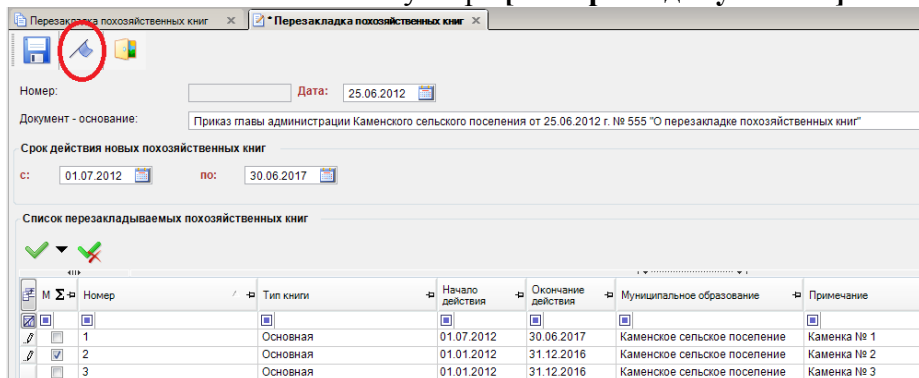 Перезакладка похозяйственных книг
* Перезакладка похозяйственных книг
Номер:
Дата: 25.06.2012
Документ - основание: Приказ главы администрации Каменского сельского поселения от 25.06.2012 г. № 555 "О перезакладке похозяйственных книг"
Срок действия новых похозяйственных книг
с: 01.07.2012 по: 30.06.2017
Список перезакладываемых похозяйственных книг
М Σ Номер Тип книги Начало действия Окончание действия Муниципальное образование Примечание
1 Основная 01.07.2012 30.06.2017 Каменское сельское поселение Каменка № 1
2 Основная 01.01.2012 31.12.2016 Каменское сельское поселение Каменка № 2
3 Основная 01.01.2012 31.12.2016 Каменское сельское поселение Каменка № 3